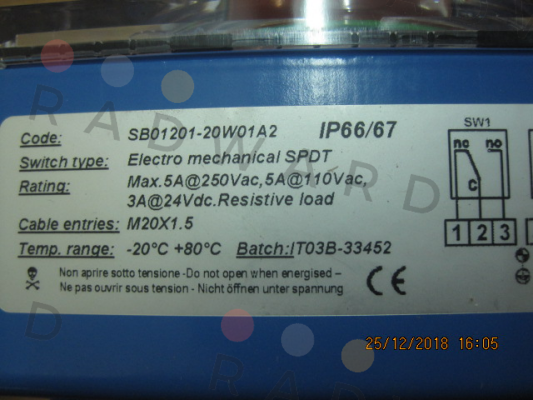 Code: SB01201-20W01A2 IP66/67
Switch type: Electro mechanical SPDT
Rating: Max.5A@250Vac,5A@110Vac,
3A@24Vdc.Resistive load
Cable entries: M20X1.5
Temp. range: -20°C +80°C Batch:IT03B-33452
Non aprire sotto tensione -Do not open when energised –
Ne pas ouvrir sous tension - Nicht öffnen unter spannung
CE
SW1
nc no
C
1 2 3
25/12/2018 16:05
RADWARD
RADWARD